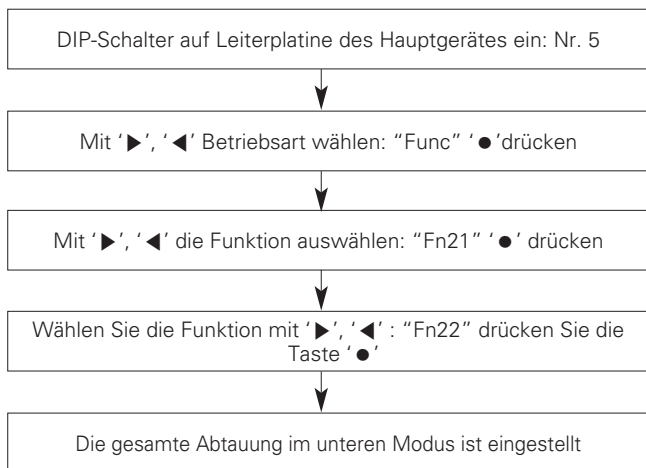 DIP-Schalter auf Leiterplatine des Hauptgerätes ein: Nr. 5
Mit ‘▶’, ‘◀’ Betriebsart wählen: “Func” ‘●’drücken
Mit ‘▶’, ‘◀’ die Funktion auswählen: “Fn21” ‘●’ drücken
Wählen Sie die Funktion mit ‘▶’, ‘◀’ : “Fn22” drücken Sie die
Taste ‘●’
Die gesamte Abtauung im unteren Modus ist eingestellt